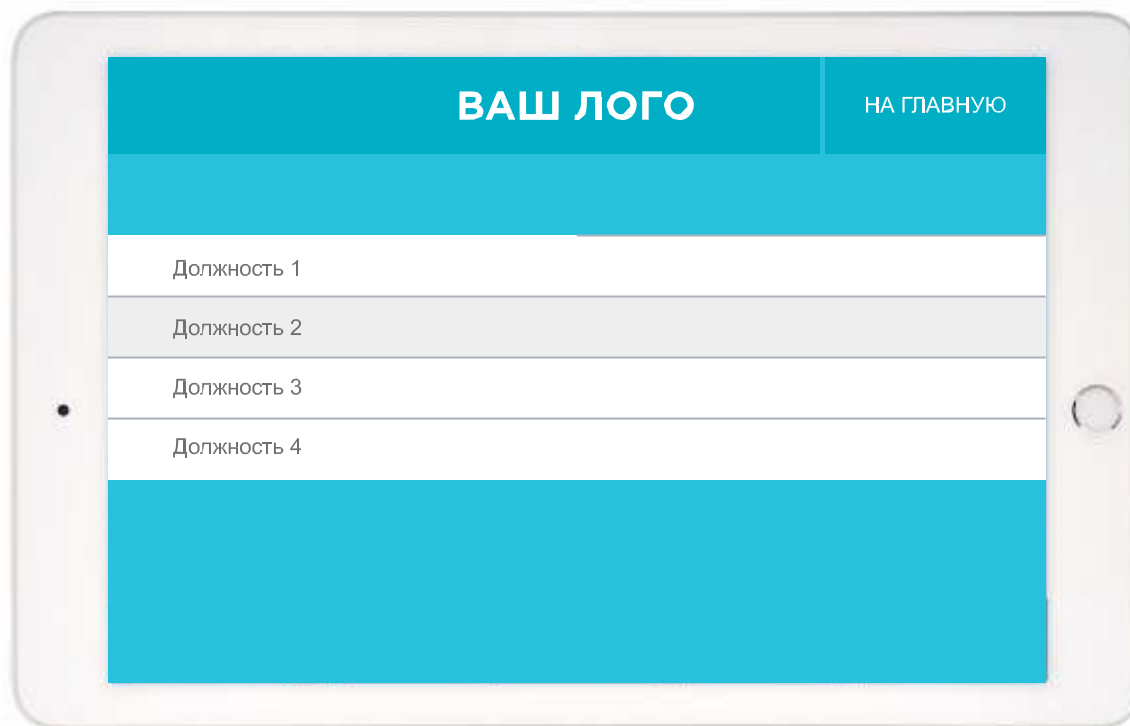 ВАШ ЛОГО
НА ГЛАВНУЮ
Должность 1
Должность 2
Должность 3
Должность 4